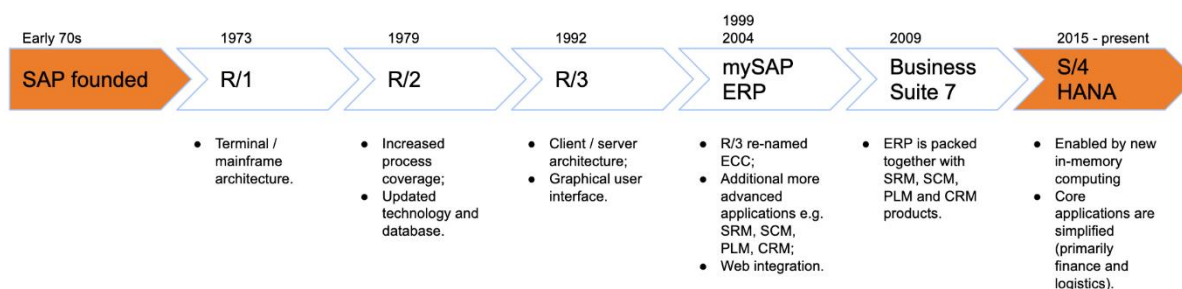 Early 70s
SAP founded
1973
R/1
● Terminal /
mainframe
architecture.
1979
R/2
● Increased
process
coverage;
● Updated
technology and
database.
1992
R/3
● Client / server
architecture;
● Graphical user
interface.
1999
2004
mySAP
ERP
● R/3 re-named
ECC;
● Additional more
advanced
applications e.g.
SRM, SCM,
PLM, CRM;
● Web integration.
2009
Business
Suite 7
● ERP is packed
together with
SRM, SCM,
PLM and CRM
products.
2015 - present
S/4
HANA
● Enabled by new
in-memory
computing
● Core
applications are
simplified
(primarily
finance and
logistics).